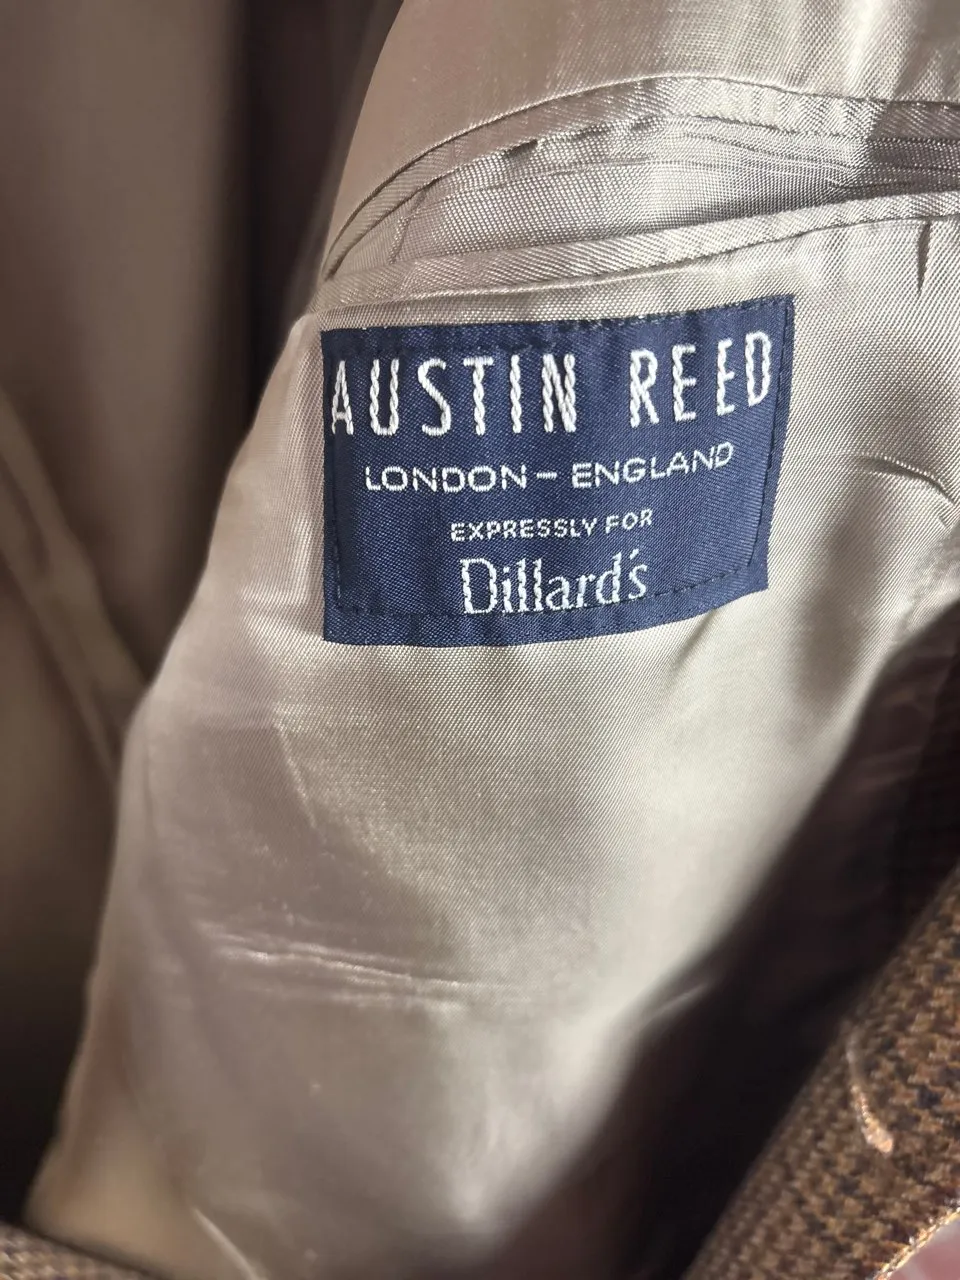 AUSTIN REED
LONDON – ENGLAND
EXPRESSLY FOR
Dillard's